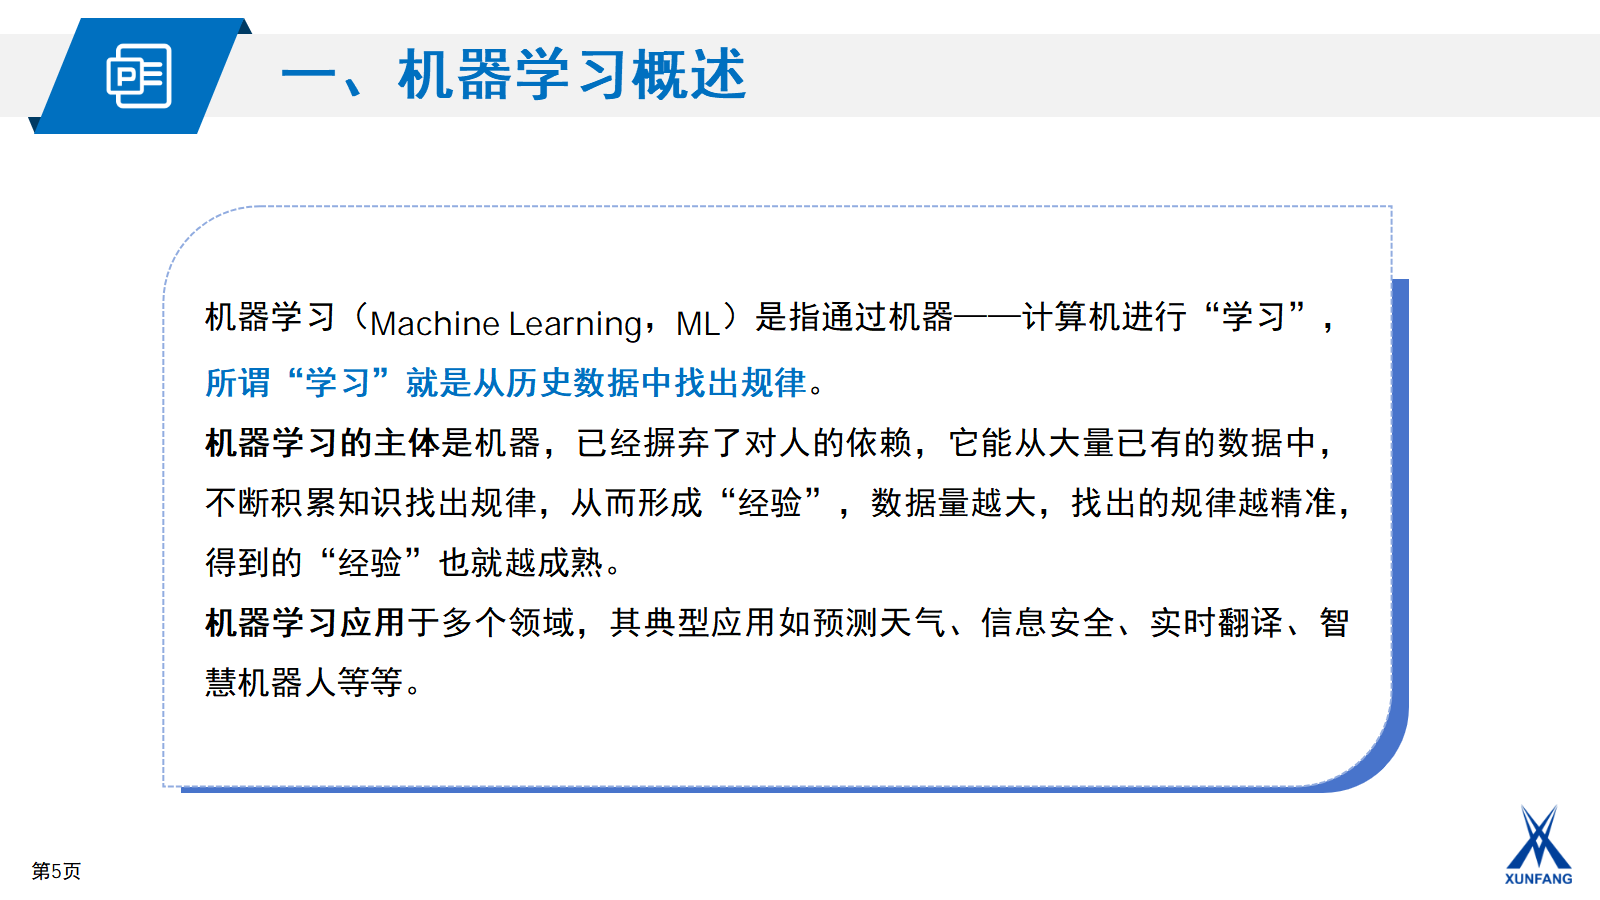 一、机器学习概述
机器学习（Machine Learning，ML）是指通过机器——计算机进行“学习”，
所谓“学习”就是从历史数据中找出规律。
机器学习的主体是机器，已经摒弃了对人的依赖，它能从大量已有的数据中，
不断积累知识找出规律，从而形成“经验”，数据量越大，找出的规律越精准，
得到的“经验”也就越成熟。
机器学习应用于多个领域，其典型应用如预测天气、信息安全、实时翻译、智
慧机器人等等。
第5页
XUNFANG